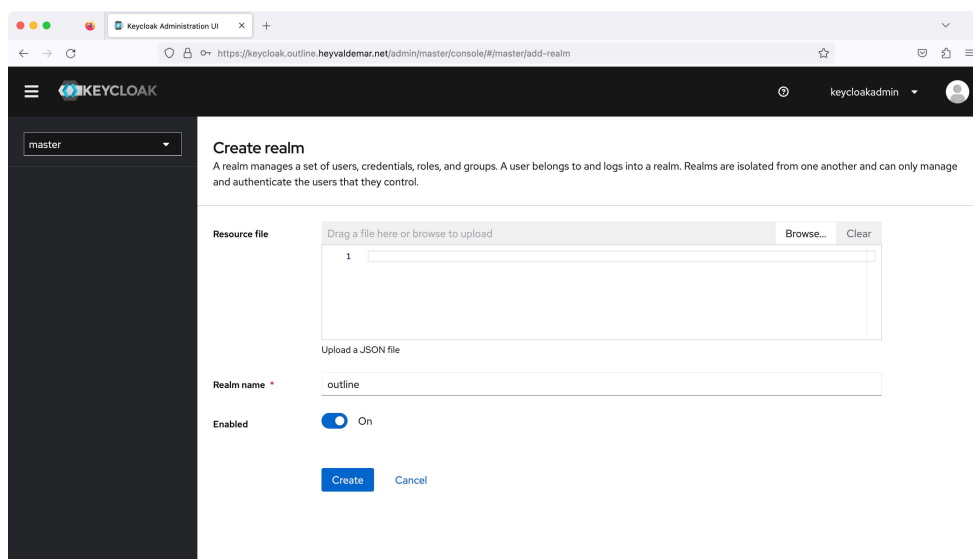 Keycloak Administration UI
https://keycloak.outline.heyvaldemar.net/admin/master/console/#/master/add-realm
KEYCLOAK
keycloakadmin
master
Create realm
A realm manages a set of users, credentials, roles, and groups. A user belongs to and logs into a realm. Realms are isolated from one another and can only manage
and authenticate the users that they control.
Resource file
Drag a file here or browse to upload
Browse...
Clear
1
Upload a JSON file
Realm name *
outline
Enabled
On
Create
Cancel